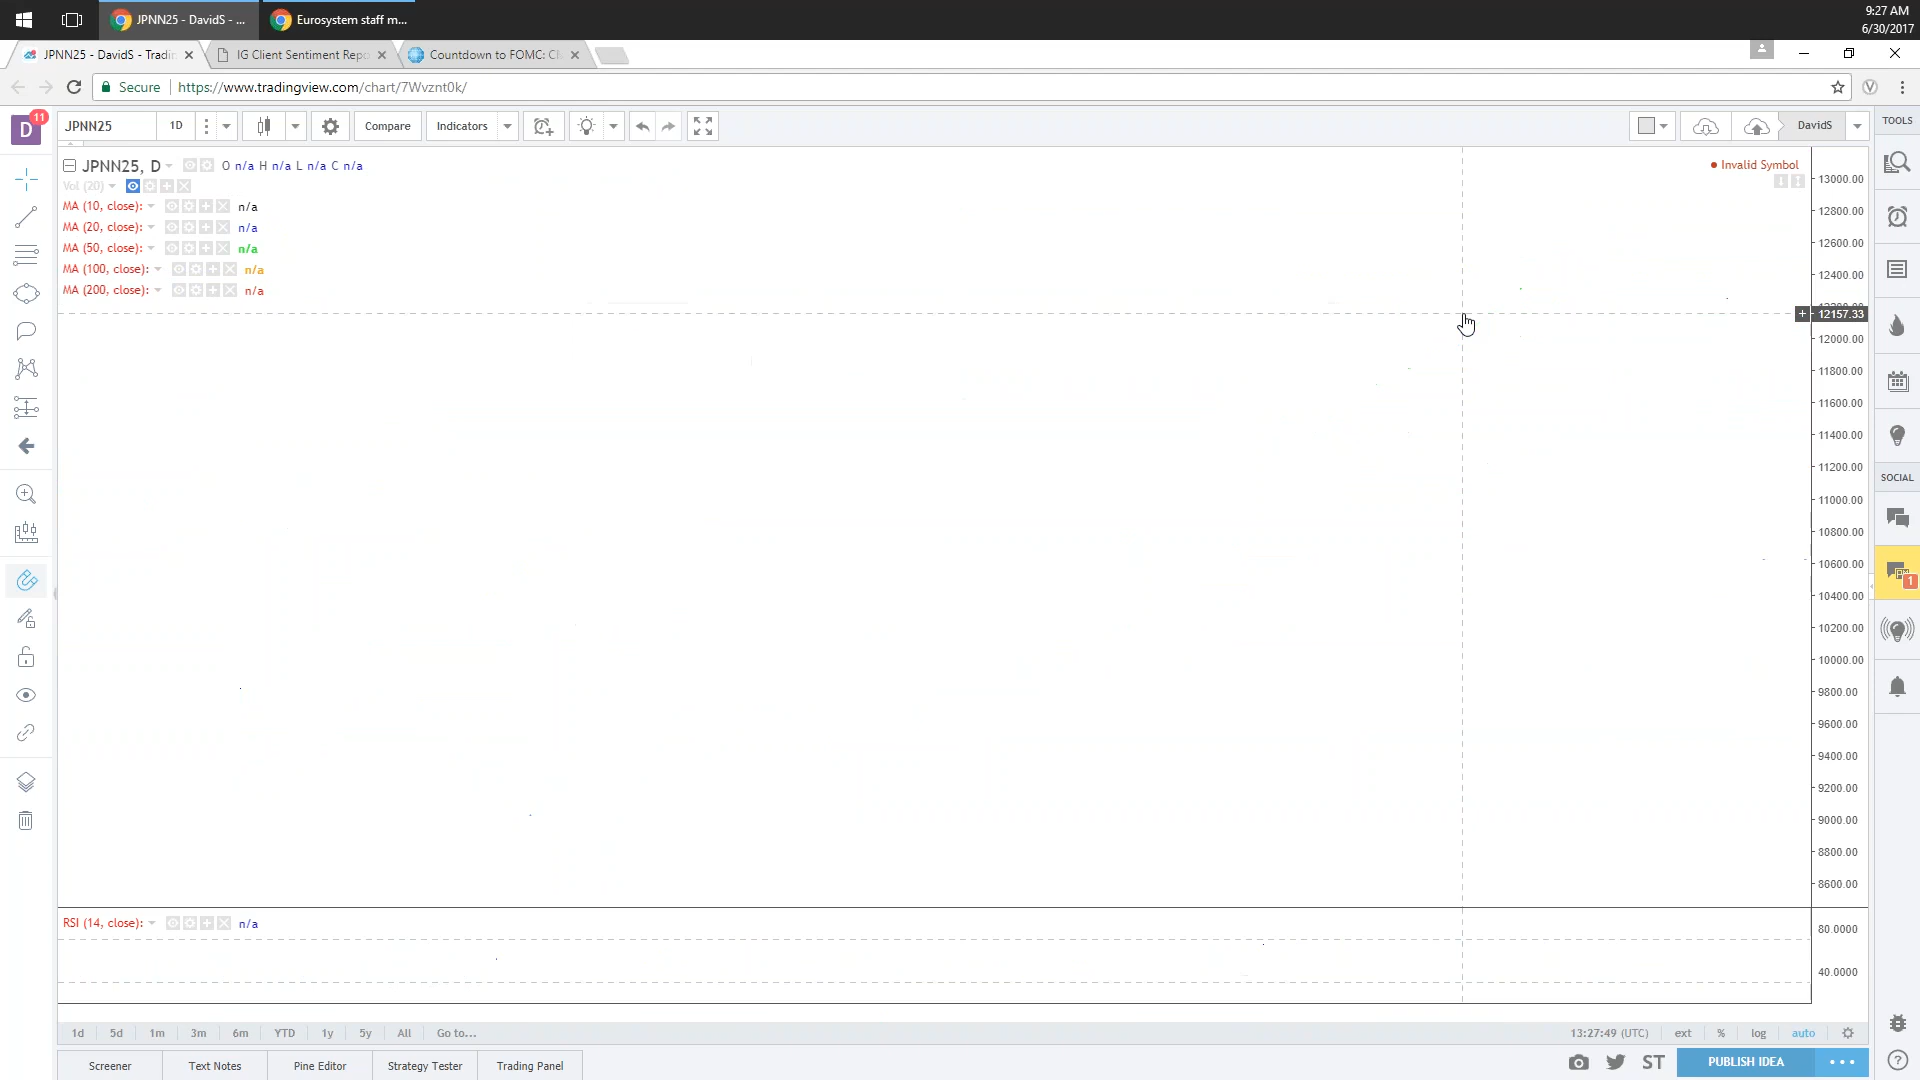 JPNN25 - DavidS - ...
Eurosystem staff m...
9:27 AM
6/30/2017
JPNN25 - DavidS - Tradin
IG Client Sentiment Repo
Countdown to FOMC: C
Secure
https://www.tradingview.com/chart/7Wvznt0k/
D
11
JPNN25
1D
Compare
Indicators
DavidS
TOOLS
JPNN25, D
O n/a H n/a L n/a C n/a
Invalid Symbol
Vol (20)
MA (10, close): n/a
MA (20, close): n/a
MA (50, close): n/a
MA (100, close): n/a
MA (200, close): n/a
13000.00
12800.00
12600.00
12400.00
12157.33
12000.00
11800.00
11600.00
11400.00
11200.00
11000.00
10800.00
10600.00
10400.00
10200.00
10000.00
9800.00
9600.00
9400.00
9200.00
9000.00
8800.00
8600.00
SOCIAL
1
RSI (14, close): n/a
80.0000
40.0000
1d 5d 1m 3m 6m YTD 1y 5y All Go to...
13:27:49 (UTC) ext % log auto
Screener Text Notes Pine Editor Strategy Tester Trading Panel
ST
PUBLISH IDEA